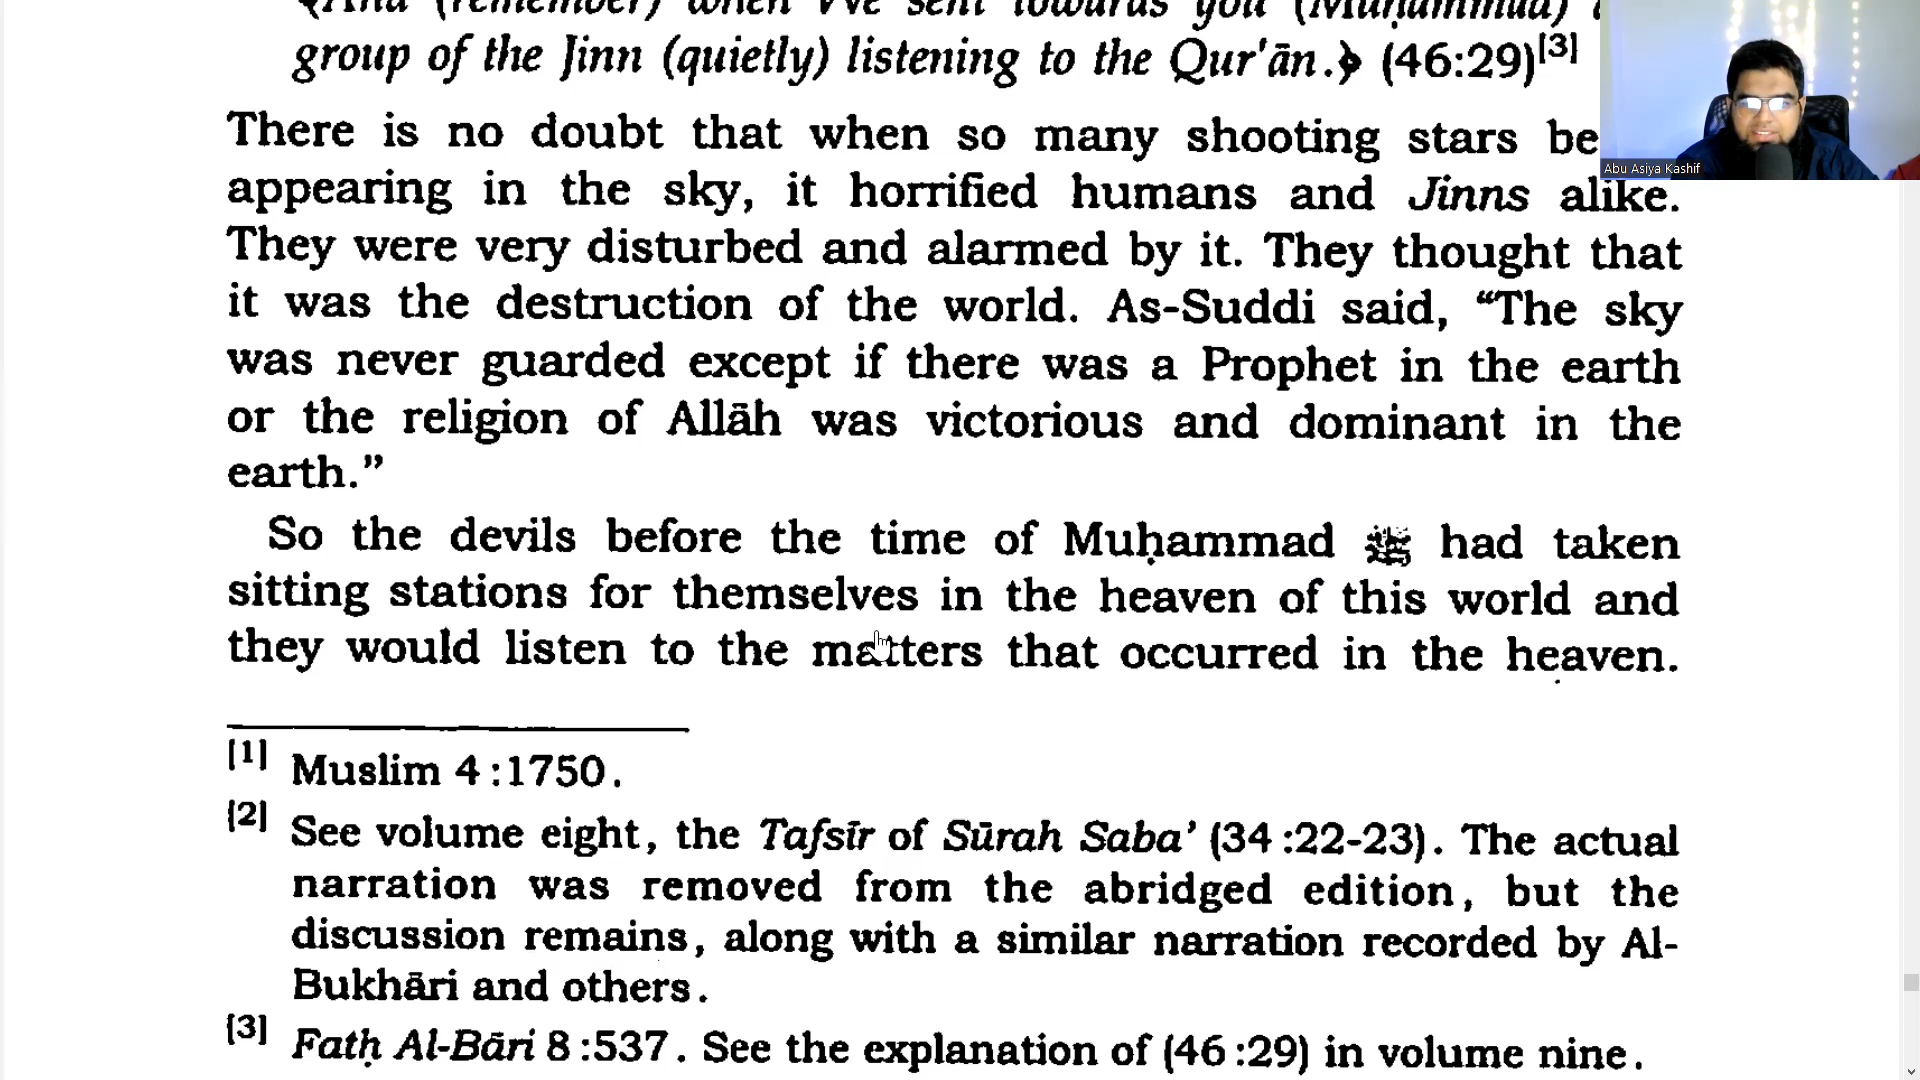 (remember) when We sent towards you (Muḥammad)
group of the Jinn (quietly) listening to the Qur'ān.﴿ (46:29)[3]
Abu Asiya Kashif
There is no doubt that when so many shooting stars be
appearing in the sky, it horrified humans and Jinns alike.
They were very disturbed and alarmed by it. They thought that
it was the destruction of the world. As-Suddi said, “The sky
was never guarded except if there was a Prophet in the earth
or the religion of Allāh was victorious and dominant in the
earth.”
So the devils before the time of Muḥammad ﷺ had taken
sitting stations for themselves in the heaven of this world and
they would listen to the matters that occurred in the heaven.
[1] Muslim 4:1750.
[2] See volume eight, the Tafsīr of Sūrah Saba’ (34:22-23). The actual
narration was removed from the abridged edition, but the
discussion remains, along with a similar narration recorded by Al-
Bukhāri and others.
[3] Fatḥ Al-Bāri 8:537. See the explanation of (46:29) in volume nine.